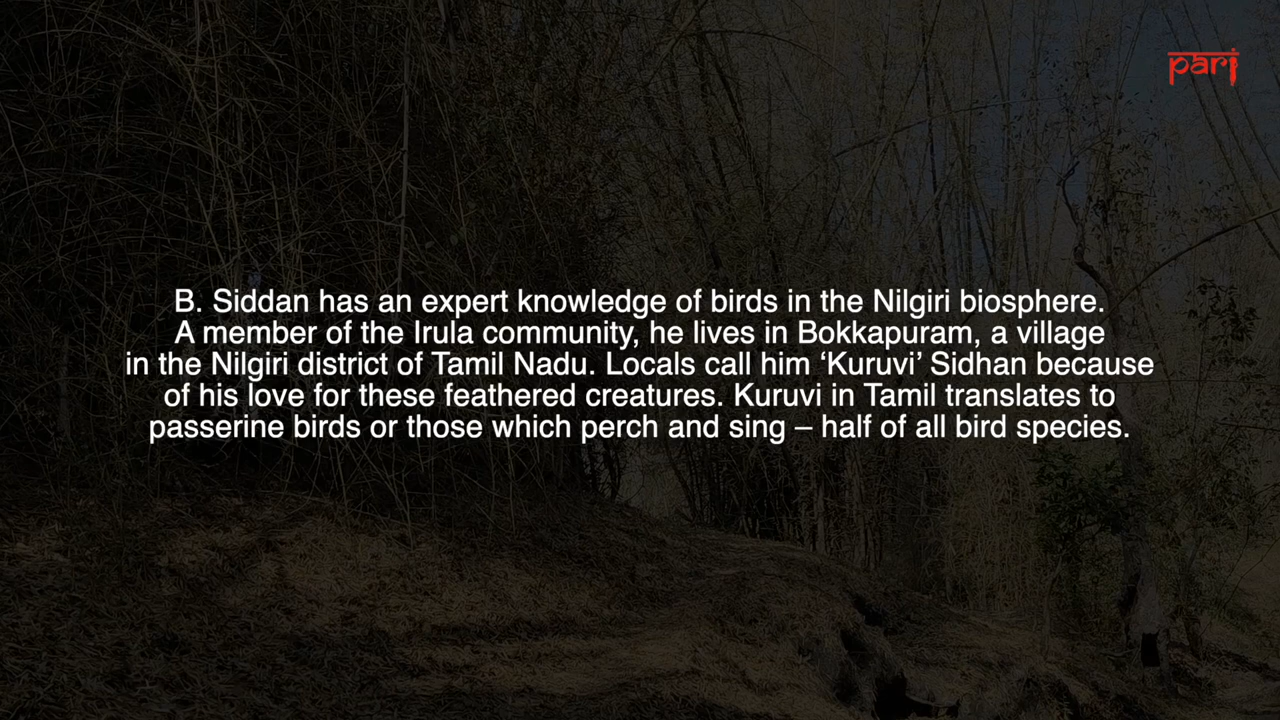 pari
B. Siddan has an expert knowledge of birds in the Nilgiri biosphere.
A member of the Irula community, he lives in Bokkapuram, a village
in the Nilgiri district of Tamil Nadu. Locals call him ‘Kuruvi’ Sidhan because
of his love for these feathered creatures. Kuruvi in Tamil translates to
passerine birds or those which perch and sing – half of all bird species.